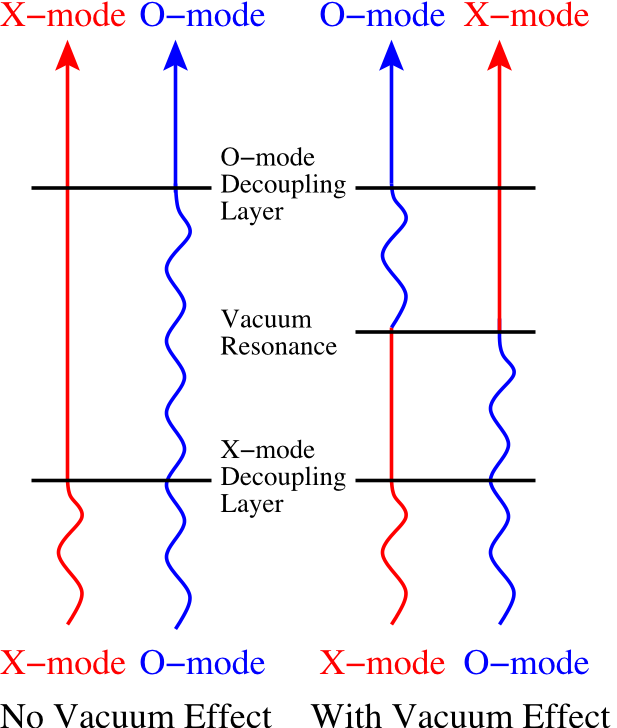 X−mode O−mode O−mode X−mode
O−mode
Decoupling
Layer
Vacuum
Resonance
X−mode
Decoupling
Layer
X−mode O−mode X−mode O−mode
No Vacuum Effect With Vacuum Effect